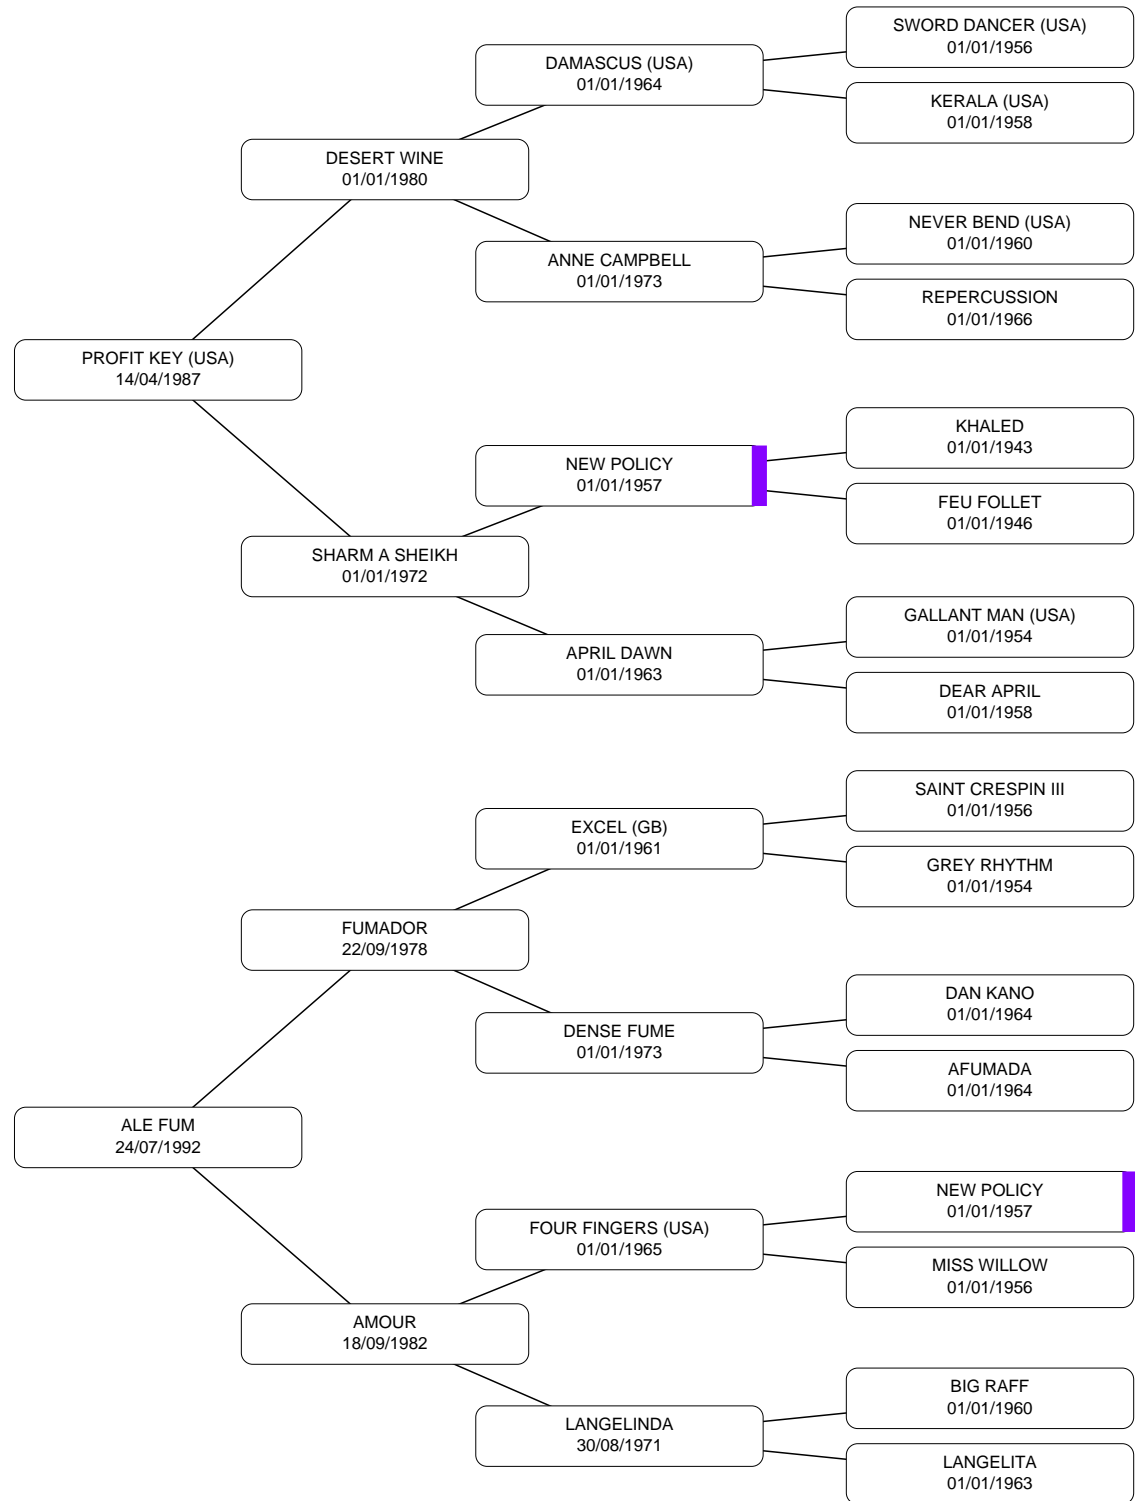 SWORD DANCER (USA)
01/01/1956
DAMASCUS (USA)
01/01/1964
KERALA (USA)
01/01/1958
DESERT WINE
01/01/1980
NEVER BEND (USA)
01/01/1960
ANNE CAMPBELL
01/01/1973
REPERCUSSION
01/01/1966
PROFIT KEY (USA)
14/04/1987
KHALED
01/01/1943
NEW POLICY
01/01/1957
FEU FOLLET
01/01/1946
SHARM A SHEIKH
01/01/1972
GALLANT MAN (USA)
01/01/1954
APRIL DAWN
01/01/1963
DEAR APRIL
01/01/1958
SAINT CRESPIN III
01/01/1956
EXCEL (GB)
01/01/1961
GREY RHYTHM
01/01/1954
FUMADOR
22/09/1978
DAN KANO
01/01/1964
DENSE FUME
01/01/1973
AFUMADA
01/01/1964
ALE FUM
24/07/1992
NEW POLICY
01/01/1957
FOUR FINGERS (USA)
01/01/1965
MISS WILLOW
01/01/1956
AMOUR
18/09/1982
BIG RAFF
01/01/1960
LANGELINDA
30/08/1971
LANGELITA
01/01/1963